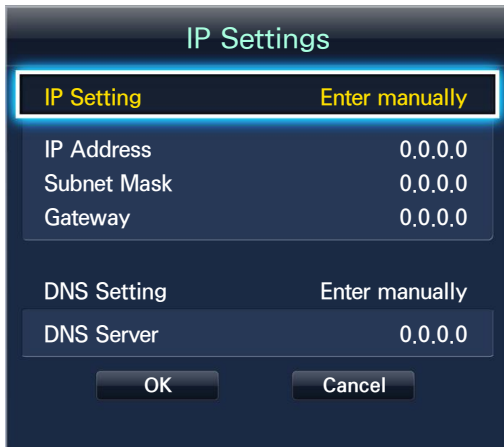 IP Settings
IP Setting Enter manually
IP Address 0.0.0.0
Subnet Mask 0.0.0.0
Gateway 0.0.0.0
DNS Setting Enter manually
DNS Server 0.0.0.0
OK Cancel